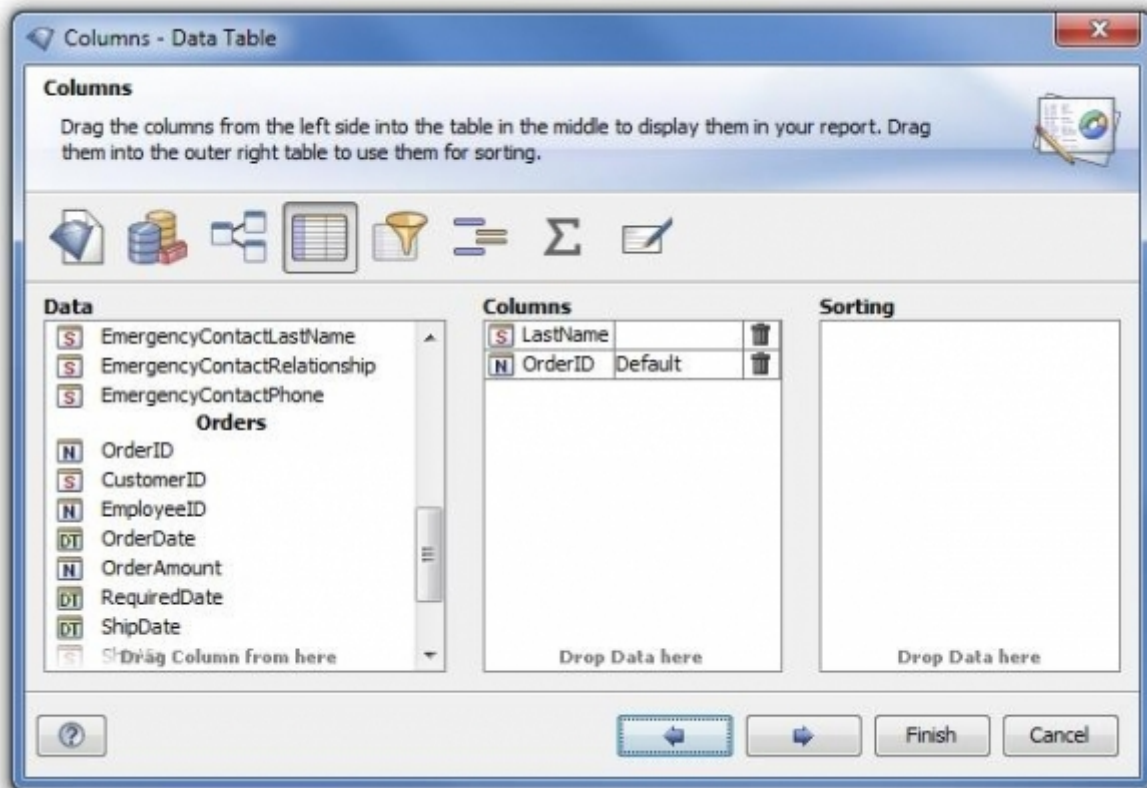 Columns - Data Table
Columns
Drag the columns from the left side into the table in the middle to display them in your report. Drag
them into the outer right table to use them for sorting.
Σ
Data
S EmergencyContactLastName
S EmergencyContactRelationship
S EmergencyContactPhone
Orders
N OrderID
S CustomerID
N EmployeeID
DT OrderDate
N OrderAmount
DT RequiredDate
DT ShipDate
S
Drag Column from here
Columns
S LastName
N OrderID Default
Drop Data here
Sorting
Drop Data here
?
Finish
Cancel